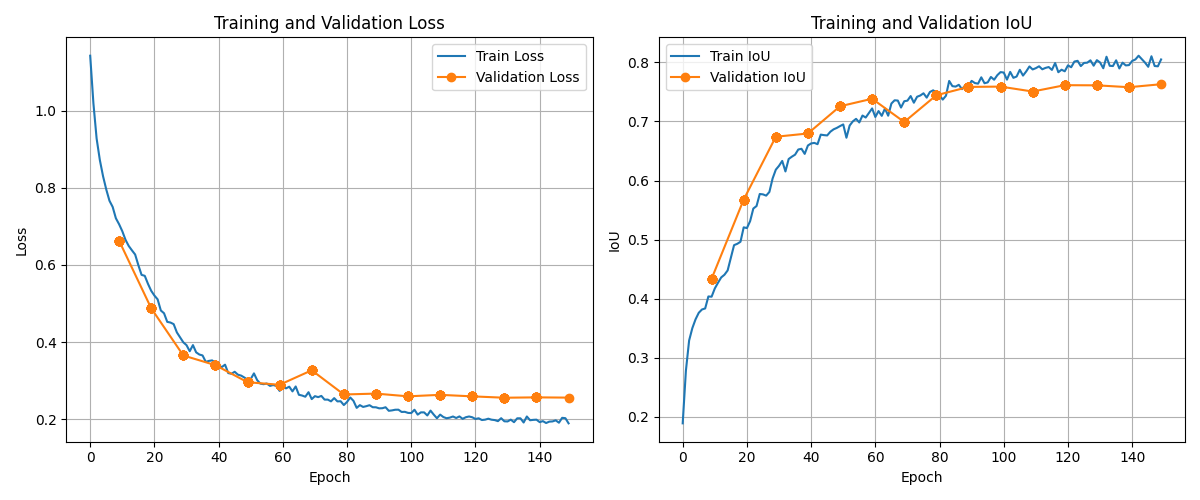 Training and Validation Loss
Train Loss
Validation Loss
1.0
0.8
0.6
0.4
0.2
Loss
0 20 40 60 80 100 120 140
Epoch
Training and Validation IoU
Train IoU
Validation IoU
0.8
0.7
0.6
0.5
0.4
0.3
0.2
IoU
0 20 40 60 80 100 120 140
Epoch